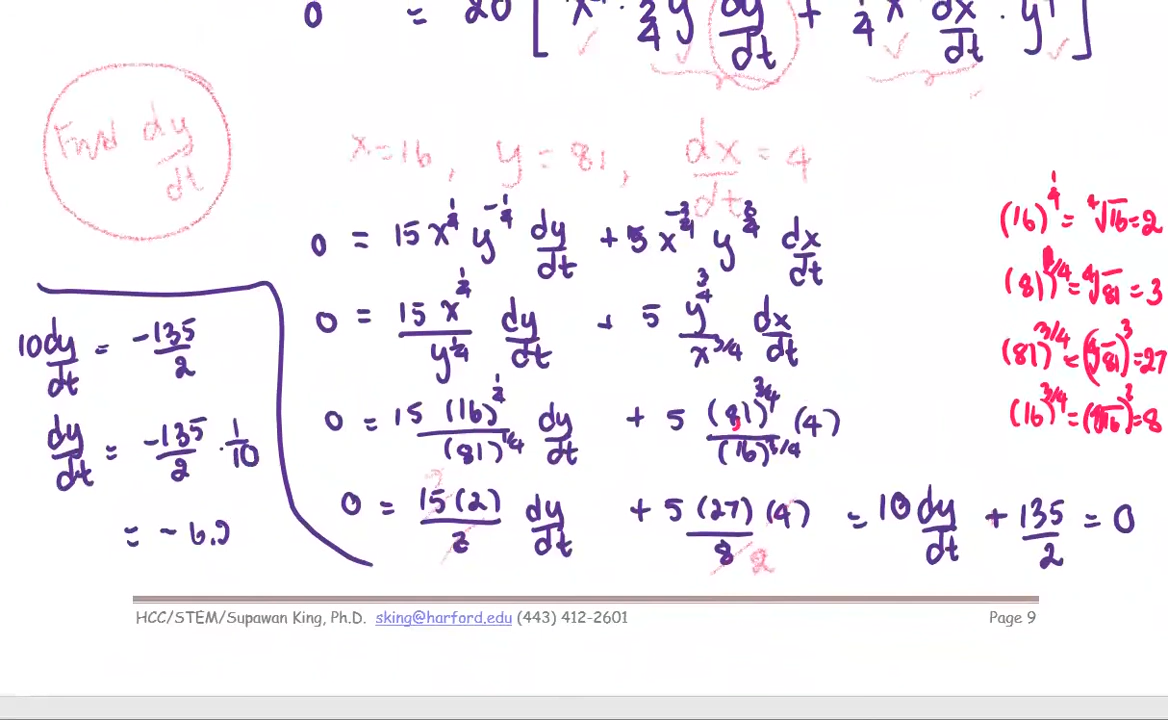 0 = 20 [ x^{1/4} · 3/4 y dy/dt + 1/4 x dx/dt · y ]
Find dy/dt
x = 16, y = 81, dx/dt = 4
0 = 15 x^{1/4} y^{-1/4} dy/dt + 5 x^{-3/4} y^{3/4} dx/dt
0 = 15 x^{1/4} / y^{1/4} dy/dt + 5 y^{3/4} / x^{3/4} dx/dt
0 = 15 (16)^{1/4} / (81)^{1/4} dy/dt + 5 (81)^{3/4} / (16)^{3/4} (4)
0 = 15 (2) / 3 dy/dt + 5 (27) (4) / 8 2 = 10 dy/dt + 135/2 = 0
10 dy/dt = -135/2
dy/dt = -135/2 · 1/10
= -6.9
(16)^{1/4} = ⁴√16 = 2
(81)^{1/4} = ⁴√81 = 3
(81)^{3/4} = (⁴√81)^3 = 27
(16)^{3/4} = (⁴√16)^3 = 8
HCC/STEM/Supawan King, Ph.D. sking@harford.edu (443) 412-2601
Page 9